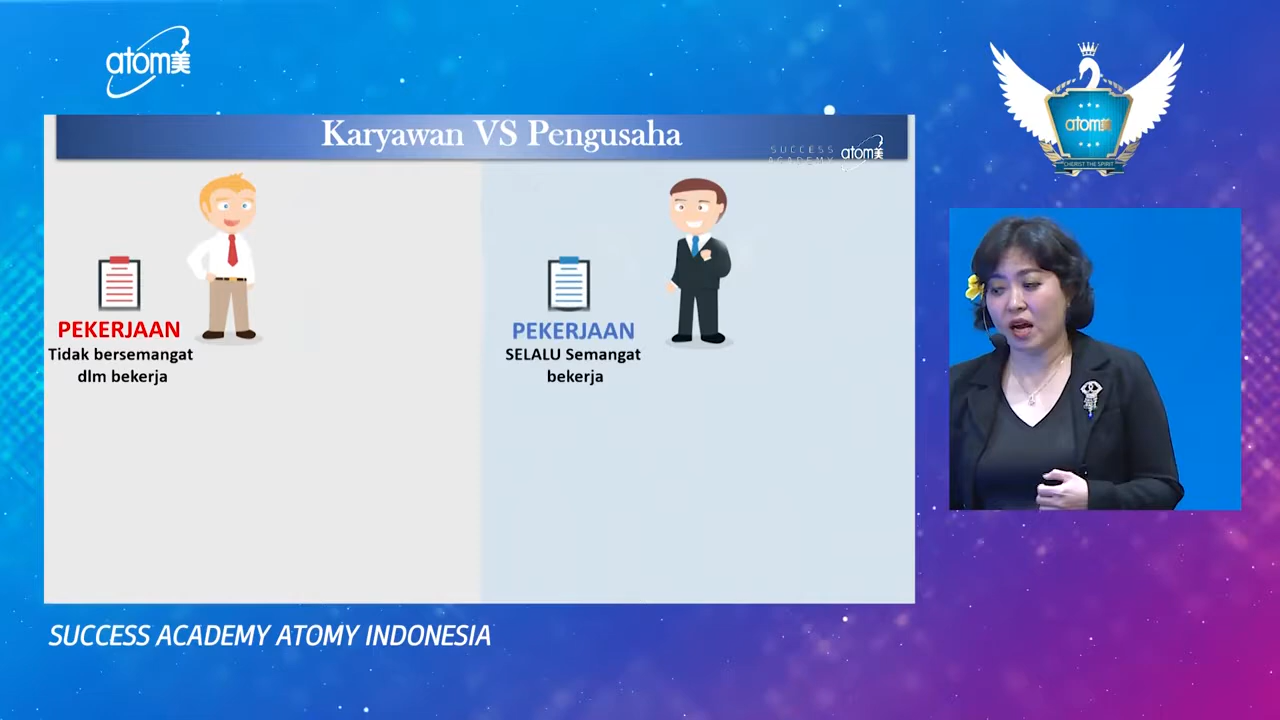 atom美
Karyawan VS Pengusaha
SUCCESS
ACADEMY
atom美
atom美
CHERIST THE SPIRIT
PEKERJAAN
Tidak bersemangat
dlm bekerja
PEKERJAAN
SELALU Semangat
bekerja
SUCCESS ACADEMY ATOMY INDONESIA